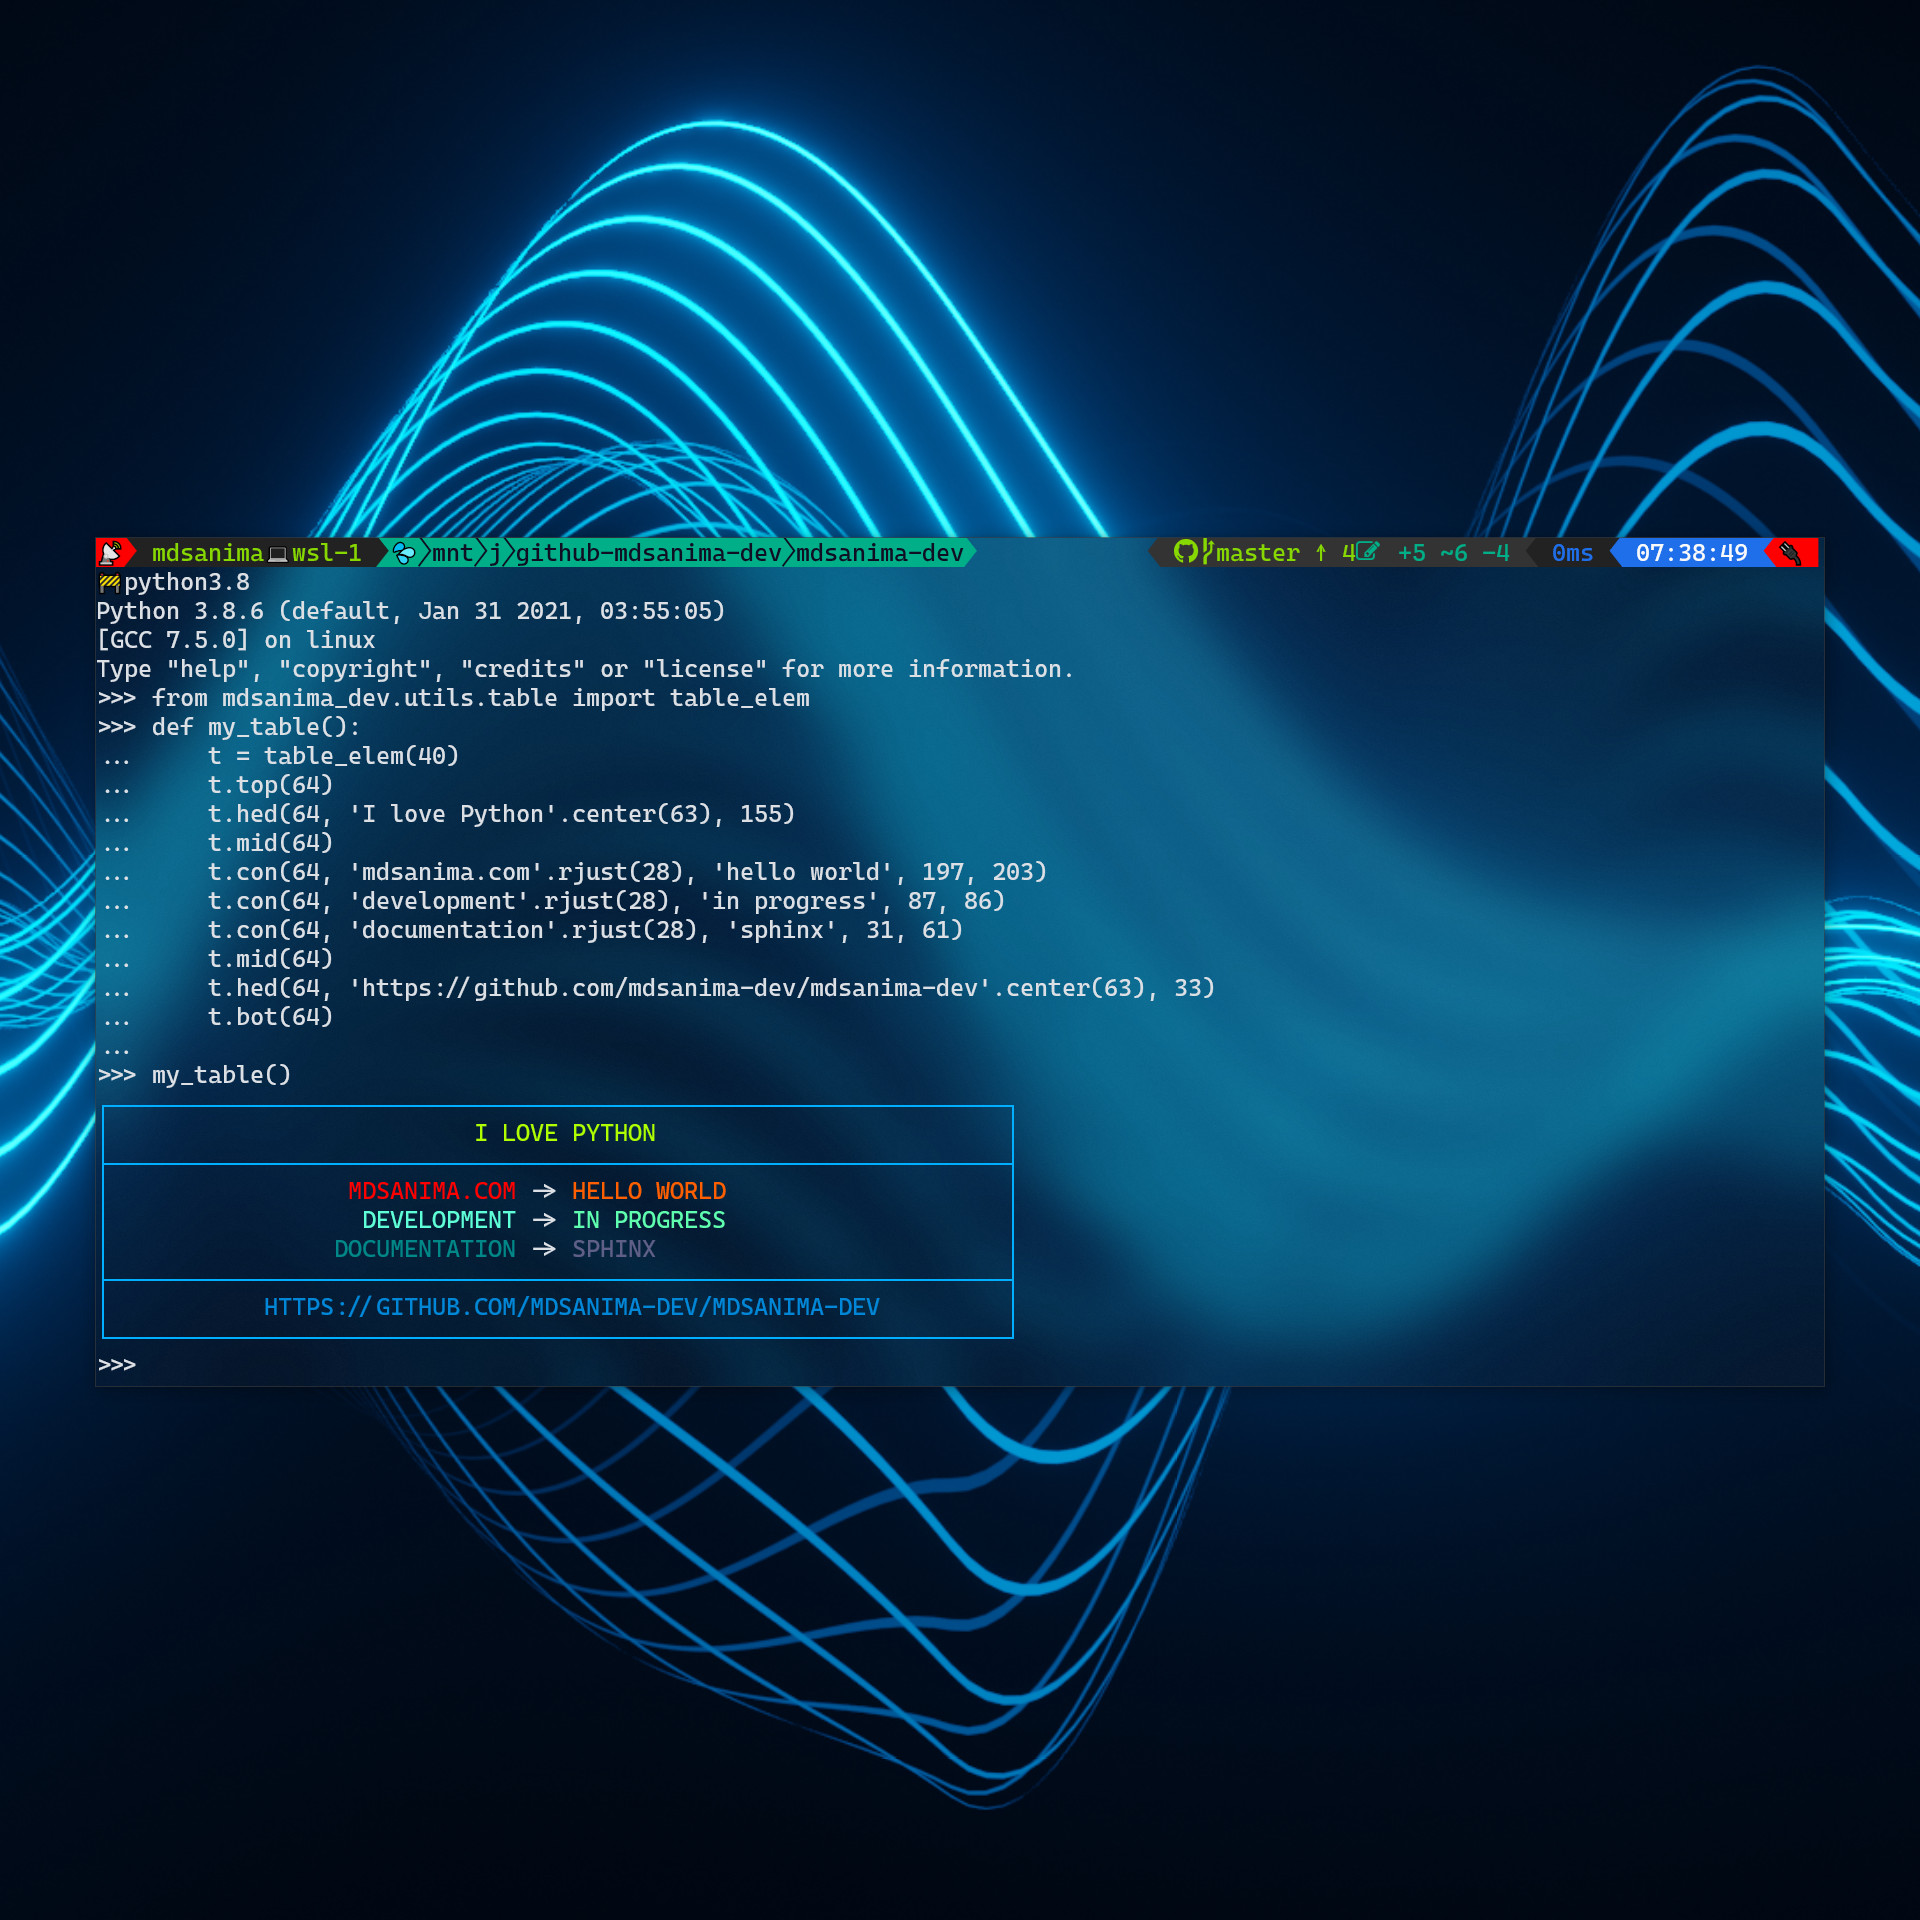 mdsanima wsl-1 mnt j github-mdsanima-dev mdsanima-dev master ↑ 4 +5 ~6 -4 0ms 07:38:49
python3.8
Python 3.8.6 (default, Jan 31 2021, 03:55:05)
[GCC 7.5.0] on linux
Type "help", "copyright", "credits" or "license" for more information.
>>> from mdsanima_dev.utils.table import table_elem
>>> def my_table():
...     t = table_elem(40)
...     t.top(64)
...     t.hed(64, 'I love Python'.center(63), 155)
...     t.mid(64)
...     t.con(64, 'mdsanima.com'.rjust(28), 'hello world', 197, 203)
...     t.con(64, 'development'.rjust(28), 'in progress', 87, 86)
...     t.con(64, 'documentation'.rjust(28), 'sphinx', 31, 61)
...     t.mid(64)
...     t.hed(64, 'https://github.com/mdsanima-dev/mdsanima-dev'.center(63), 33)
...     t.bot(64)
...
>>> my_table()
I LOVE PYTHON
MDSANIMA.COM → HELLO WORLD
DEVELOPMENT → IN PROGRESS
DOCUMENTATION → SPHINX
HTTPS://GITHUB.COM/MDSANIMA-DEV/MDSANIMA-DEV
>>>